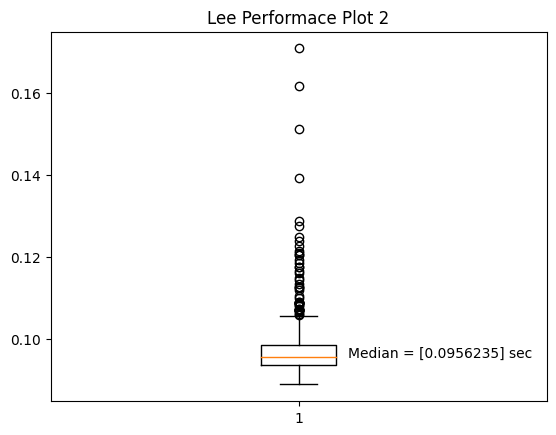 Lee Performace Plot 2
0.16
0.14
0.12
0.10
Median = [0.0956235] sec
1